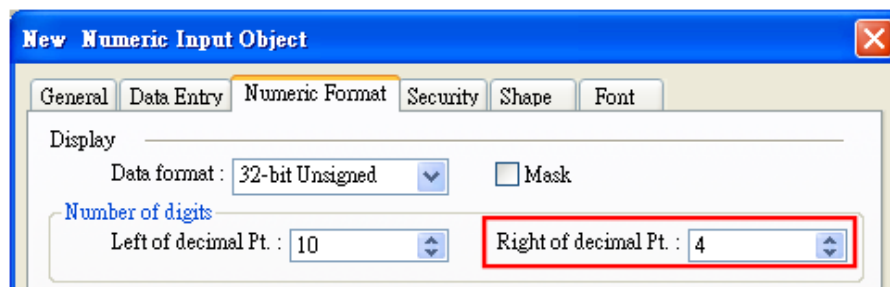 New Numeric Input Object
General Data Entry Numeric Format Security Shape Font
Display
Data format : 32-bit Unsigned Mask
Number of digits
Left of decimal Pt. : 10 Right of decimal Pt. : 4